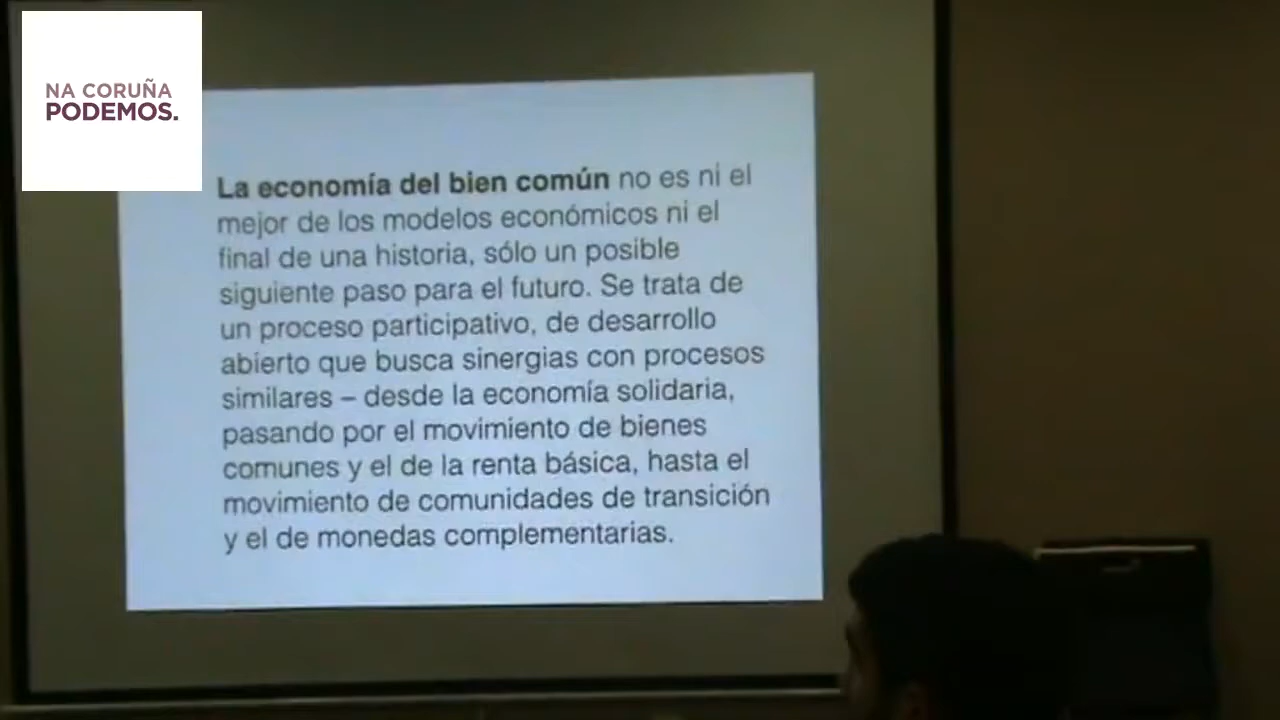 NA CORUÑA
PODEMOS.
La economía del bien común no es ni el
mejor de los modelos económicos ni el
final de una historia, sólo un posible
siguiente paso para el futuro. Se trata de
un proceso participativo, de desarrollo
abierto que busca sinergias con procesos
similares – desde la economía solidaria,
pasando por el movimiento de bienes
comunes y el de la renta básica, hasta el
movimiento de comunidades de transición
y el de monedas complementarias.